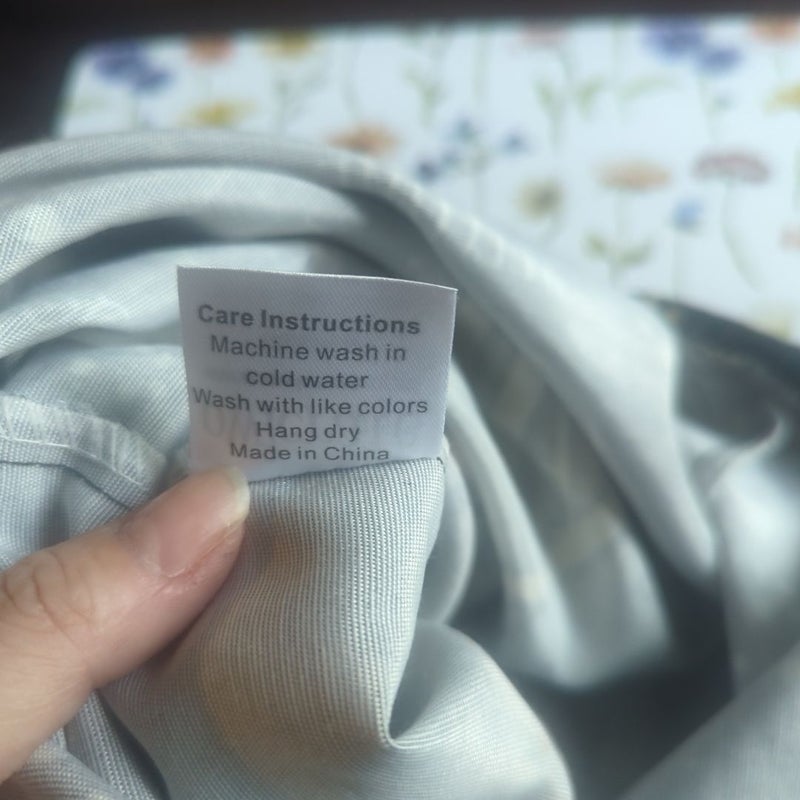 Care Instructions
Machine wash in
cold water
Wash with like colors
Hang dry
Made in China